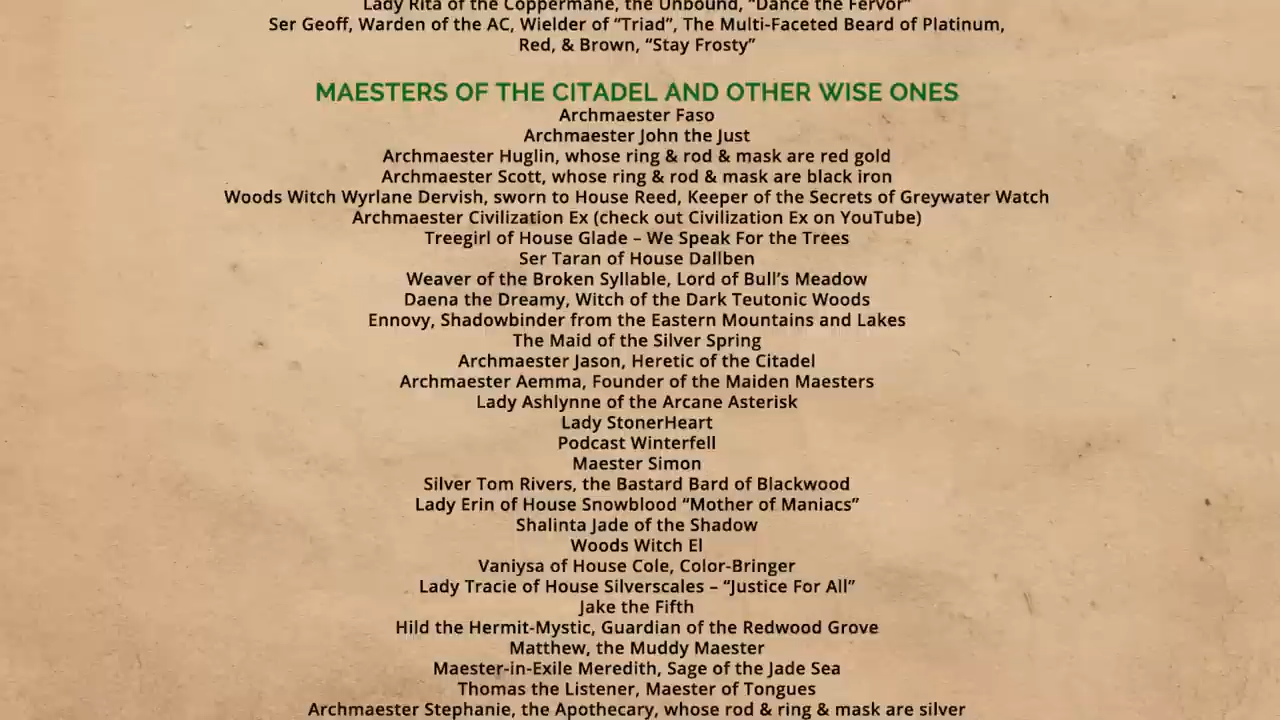 Lady Rita of the Coppermane, the Unbound, “Dance the Fervor”
Ser Geoff, Warden of the AC, Wielder of “Triad”, The Multi-Faceted Beard of Platinum,
Red, & Brown, “Stay Frosty”
MAESTERS OF THE CITADEL AND OTHER WISE ONES
Archmaester Faso
Archmaester John the Just
Archmaester Huglin, whose ring & rod & mask are red gold
Archmaester Scott, whose ring & rod & mask are black iron
Woods Witch Wyrlane Dervish, sworn to House Reed, Keeper of the Secrets of Greywater Watch
Archmaester Civilization Ex (check out Civilization Ex on YouTube)
Treegirl of House Glade – We Speak For the Trees
Ser Taran of House Dallben
Weaver of the Broken Syllable, Lord of Bull’s Meadow
Daena the Dreamy, Witch of the Dark Teutonic Woods
Ennovy, Shadowbinder from the Eastern Mountains and Lakes
The Maid of the Silver Spring
Archmaester Jason, Heretic of the Citadel
Archmaester Aemma, Founder of the Maiden Maesters
Lady Ashlynne of the Arcane Asterisk
Lady StonerHeart
Podcast Winterfell
Maester Simon
Silver Tom Rivers, the Bastard Bard of Blackwood
Lady Erin of House Snowblood “Mother of Maniacs”
Shalinta Jade of the Shadow
Woods Witch El
Vaniysa of House Cole, Color-Bringer
Lady Tracie of House Silverscales – “Justice For All”
Jake the Fifth
Hild the Hermit-Mystic, Guardian of the Redwood Grove
Matthew, the Muddy Maester
Maester-in-Exile Meredith, Sage of the Jade Sea
Thomas the Listener, Maester of Tongues
Archmaester Stephanie, the Apothecary, whose rod & ring & mask are silver